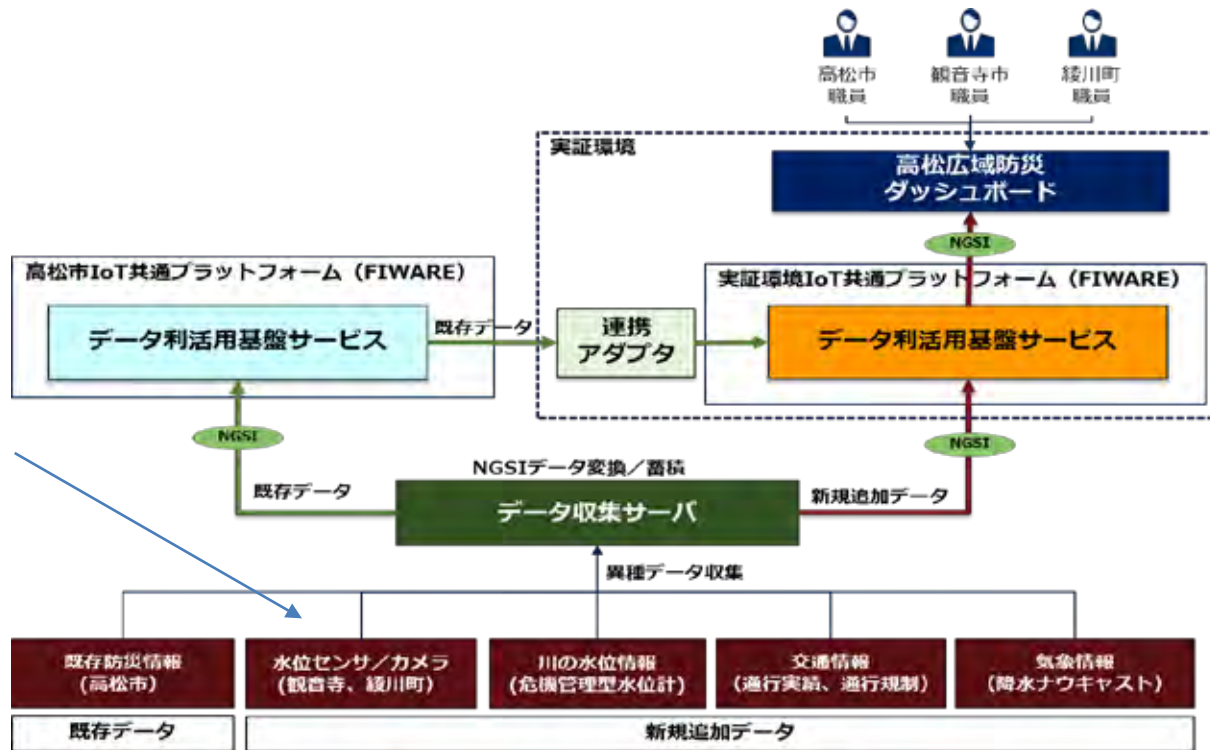 高松市
職員
観音寺市
職員
綾川町
職員
実証環境
高松広域防災
ダッシュボード
NGSI
高松市IoT共通プラットフォーム（FIWARE）
実証環境IoT共通プラットフォーム（FIWARE）
データ利活用基盤サービス
既存データ
連携
アダプタ
データ利活用基盤サービス
NGSI
NGSI
NGSIデータ変換／蓄積
既存データ
データ収集サーバ
新規追加データ
異種データ収集
既存防災情報
(高松市)
水位センサ／カメラ
(観音寺、綾川町)
川の水位情報
(危機管理型水位計)
交通情報
(通行実績、通行規制)
気象情報
(降水ナウキャスト)
既存データ
新規追加データ